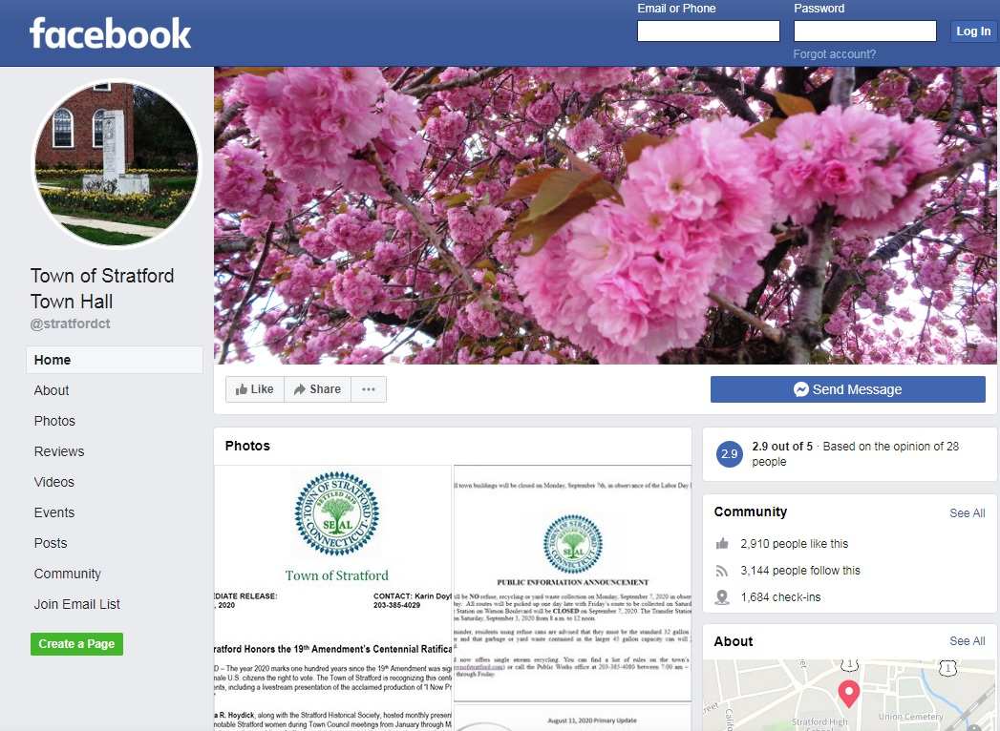 facebook
Email or Phone
Password
Log In
Forgot account?
Town of Stratford
Town Hall
@stratfordct
Home
About
Photos
Reviews
Videos
Events
Posts
Community
Join Email List
Create a Page
Like
Share
Send Message
Photos
TOWN OF STRATFORD
SETTLED 1639
SEAL
CONNECTICUT
Town of Stratford
EDIATE RELEASE:
, 2020
CONTACT: Karin Doyl
203-385-4029
ratford Honors the 19th Amendment's Centennial Ratifica
D – The year 2020 marks one hundred years since the 19th Amendment was sig
nale U.S. citizens the right to vote. The Town of Stratford is recognizing this cente
nts, including a livestream presentation of the acclaimed production of "I Now Pr
a R. Hoydick, along with the Stratford Historical Society, hosted monthly presen
notable Stratford women during Town Council meetings from January through M
ll town buildings will be closed on Monday, September 7th, in observance of the Labor Day
TOWN OF STRATFORD
SEAL
CONNECTICUT
PUBLIC INFORMATION ANNOUNCEMENT
ill be NO refuse, recycling or yard waste collection on Monday, September 7, 2020 in obser
ay. All routes will be picked up one day late with Friday's route to be collected on Saturd
Station on Watson Boulevard will be CLOSED on September 7, 2020. The Transfer Station
n Saturday, September 5, 2020 from 8 a.m. to 12 noon.
inder, residents using refuse cans are advised that they must be the standard 32 gallon
w and that garbage or yard waste contained in the larger 45 gallon capacity can will
d.
now offers single stream recycling. You can find a list of rules on the town's
ynofstratford.com) or call the Public Works office at 203-385-4080 between 7:00 am –
through Friday.
August 11, 2020 Primary Update
2.9
2.9 out of 5 · Based on the opinion of 28
people
Community
See All
2,910 people like this
3,144 people follow this
1,684 check-ins
About
See All
1
1
reet
Californ
Stratford High
School
Union Cemetery